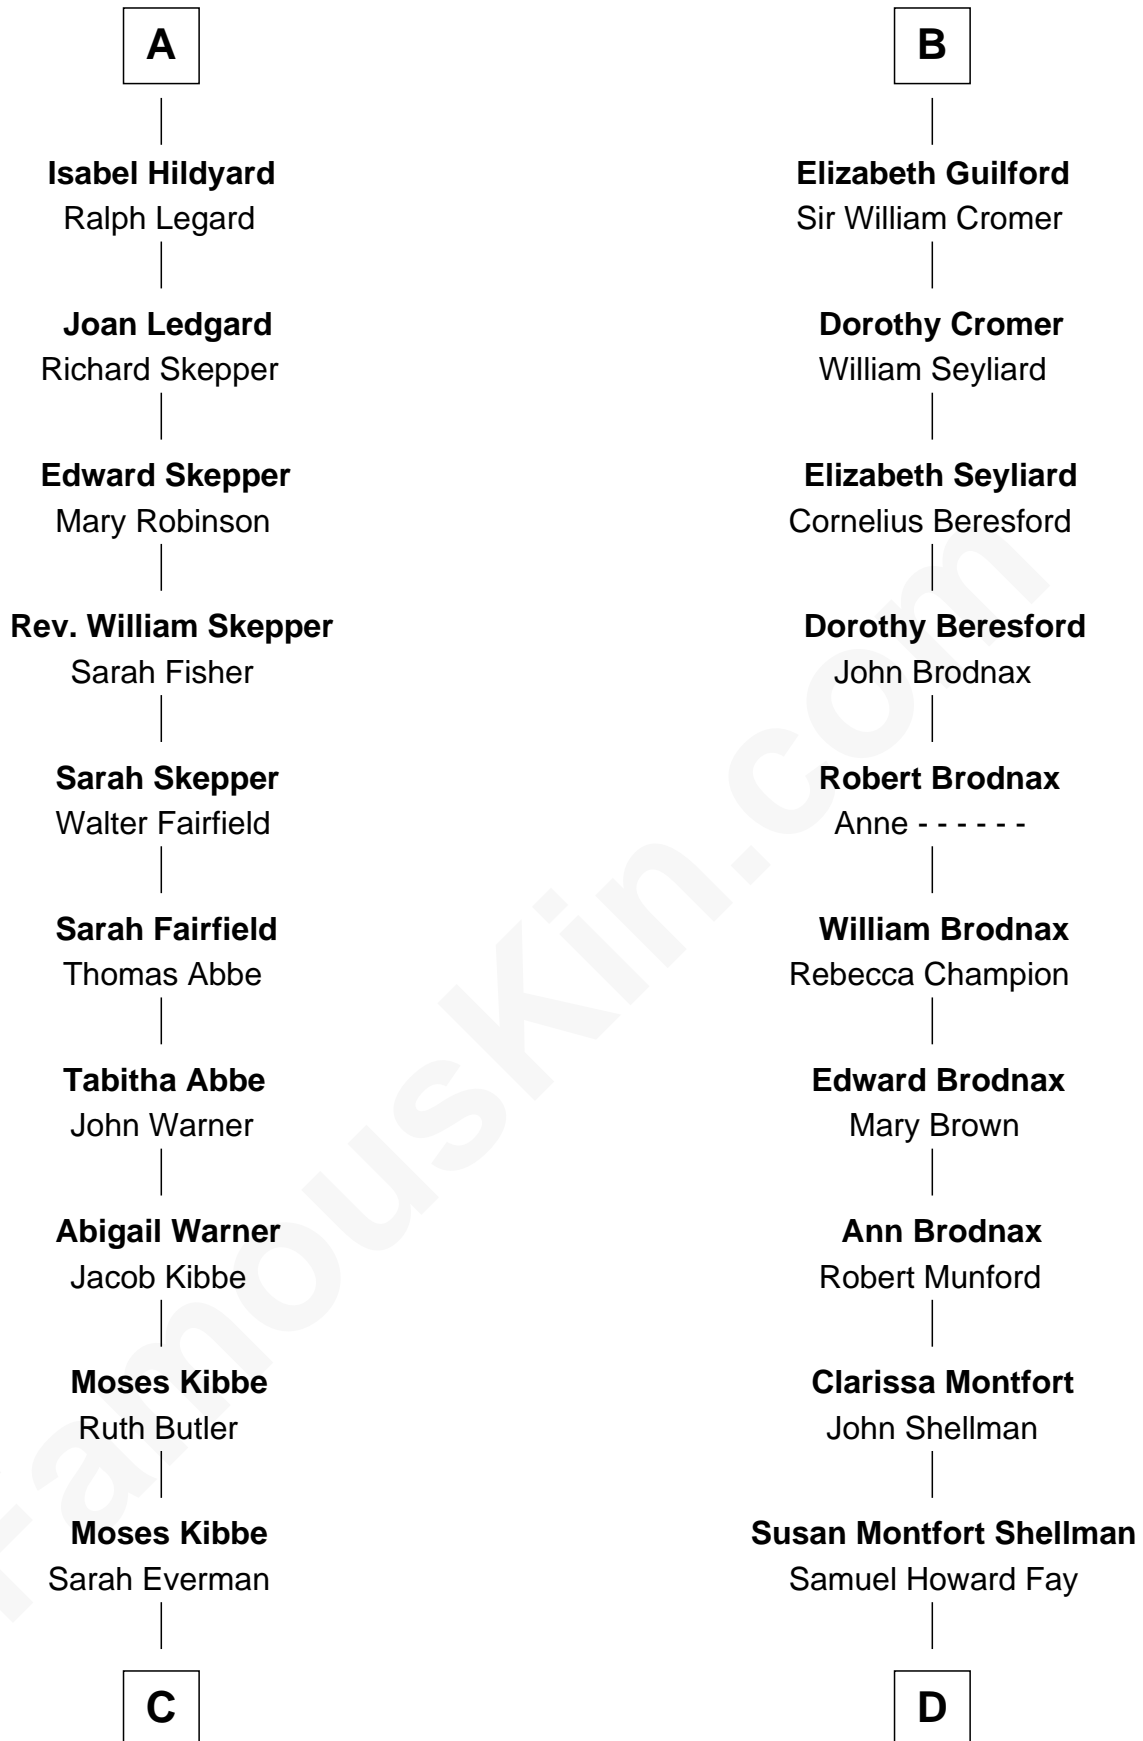 A
Isabel Hildyard
Ralph Legard
Joan Ledgard
Richard Skepper
Edward Skepper
Mary Robinson
Rev. William Skepper
Sarah Fisher
Sarah Skepper
Walter Fairfield
Sarah Fairfield
Thomas Abbe
Tabitha Abbe
John Warner
Abigail Warner
Jacob Kibbe
Moses Kibbe
Ruth Butler
Moses Kibbe
Sarah Everman
C
B
Elizabeth Guilford
Sir William Cromer
Dorothy Cromer
William Seyliard
Elizabeth Seyliard
Cornelius Beresford
Dorothy Beresford
John Brodnax
Robert Brodnax
Anne - - - - - -
William Brodnax
Rebecca Champion
Edward Brodnax
Mary Brown
Ann Brodnax
Robert Munford
Clarissa Montfort
John Shellman
Susan Montfort Shellman
Samuel Howard Fay
D
FamousKin.com